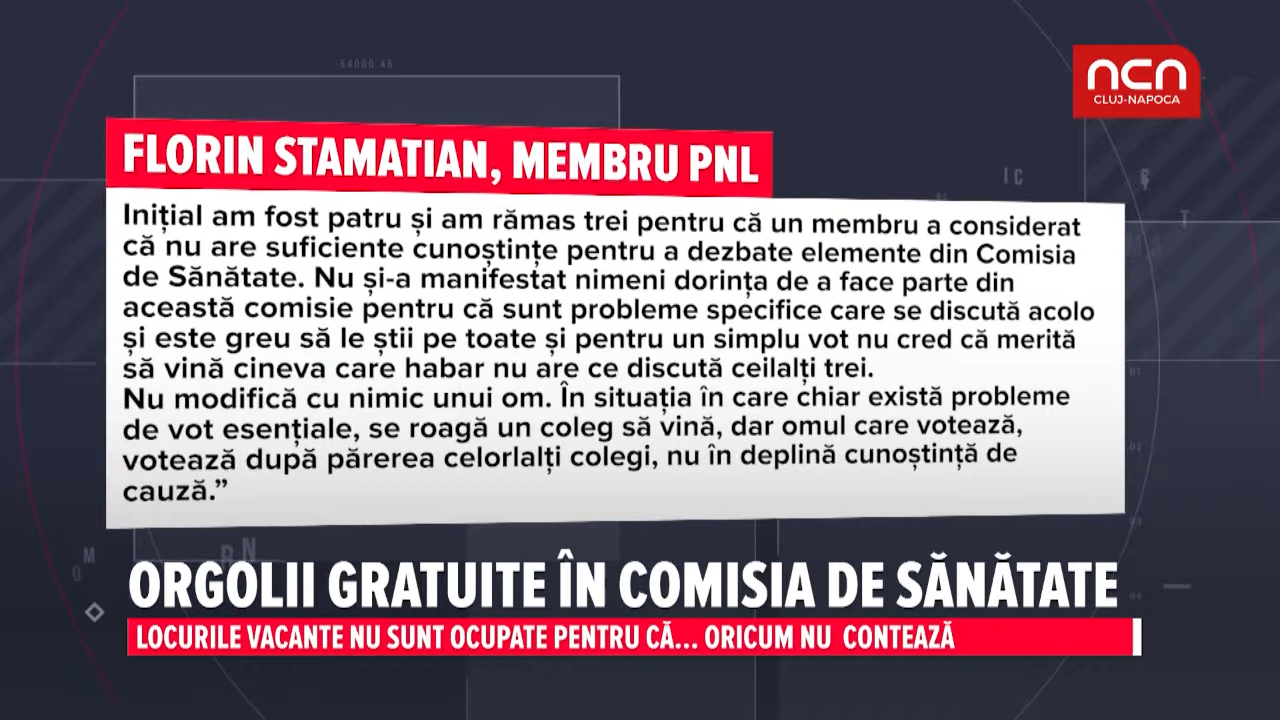 -54000.46
ncn
CLUJ-NAPOCA
FLORIN STAMATIAN, MEMBRU PNL
Inițial am fost patru și am rămas trei pentru că un membru a considerat
că nu are suficiente cunoștințe pentru a dezbate elemente din Comisia
de Sănătate. Nu și-a manifestat nimeni dorința de a face parte din
această comisie pentru că sunt probleme specifice care se discută acolo
și este greu să le știi pe toate și pentru un simplu vot nu cred că merită
să vină cineva care habar nu are ce discută ceilalți trei.
Nu modifică cu nimic unui om. În situația în care chiar există probleme
de vot esențiale, se roagă un coleg să vină, dar omul care votează,
votează după părerea celorlalți colegi, nu în deplină cunoștință de
cauză.”
ORGOLII GRATUITE ÎN COMISIA DE SĂNĂTATE
LOCURILE VACANTE NU SUNT OCUPATE PENTRU CĂ... ORICUM NU CONTEAZĂ